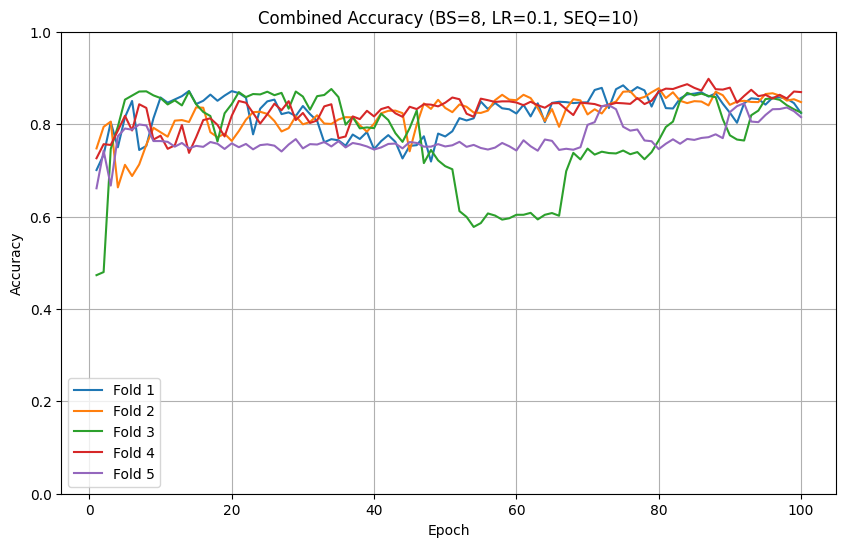 Combined Accuracy (BS=8, LR=0.1, SEQ=10)
1.0
0.8
0.6
0.4
0.2
0.0
Accuracy
Fold 1
Fold 2
Fold 3
Fold 4
Fold 5
0 20 40 60 80 100
Epoch